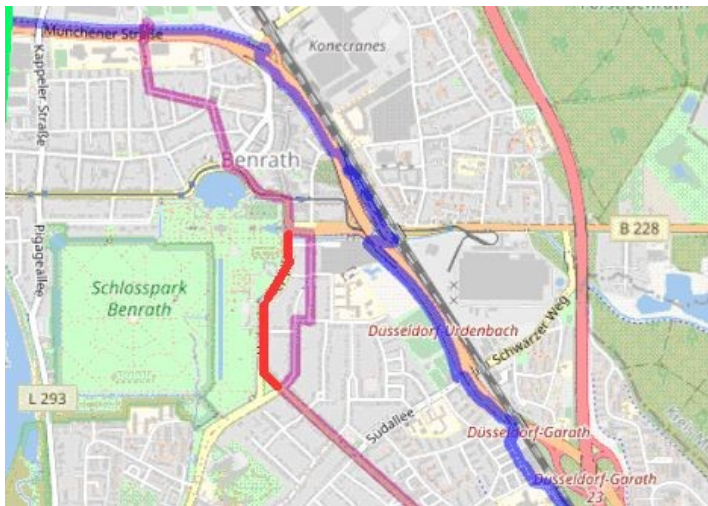 Münchener Straße
Konecranes
Kappeler Straße
Benrath
B 228
Pigageallee
Schlosspark
Benrath
Düsseldorf-Urdenbach
Schwarzer Weg
L 293
Südallee
Düsseldorf-Garath
Düsseldorf-Garath
23